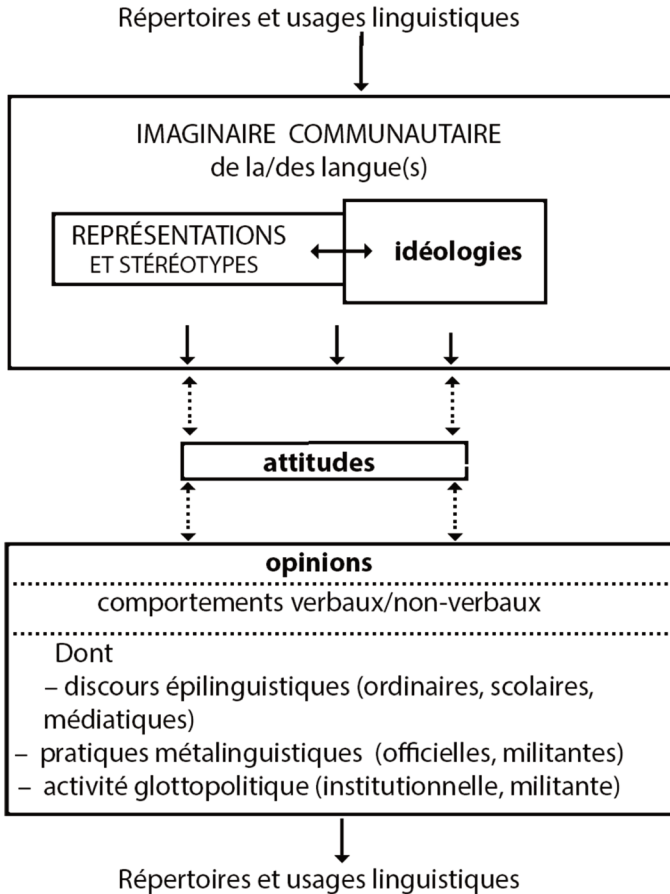 Répertoires et usages linguistiques
IMAGINAIRE COMMUNAUTAIRE
de la/des langue(s)
REPRÉSENTATIONS
ET STÉRÉOTYPES
idéologies
attitudes
opinions
comportements verbaux/non-verbaux
Dont
– discours épilinguistiques (ordinaires, scolaires,
médiatiques)
– pratiques métalinguistiques (officielles, militantes)
– activité glottopolitique (institutionnelle, militante)
Répertoires et usages linguistiques